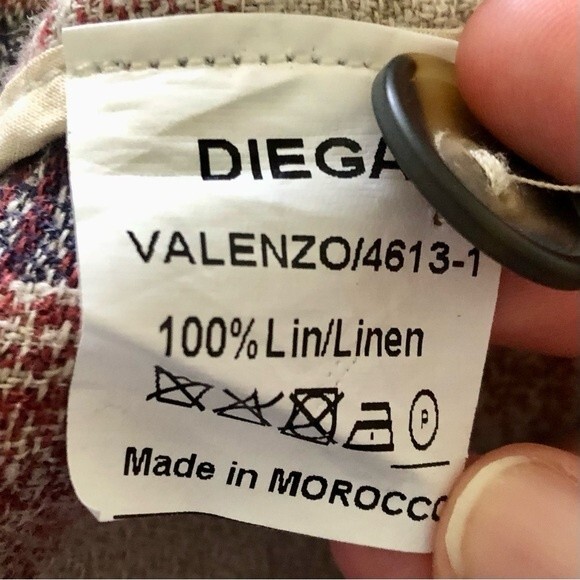 DIEGA
VALENZO/4613-1
100% Lin/Linen
P
Made in MOROCCO